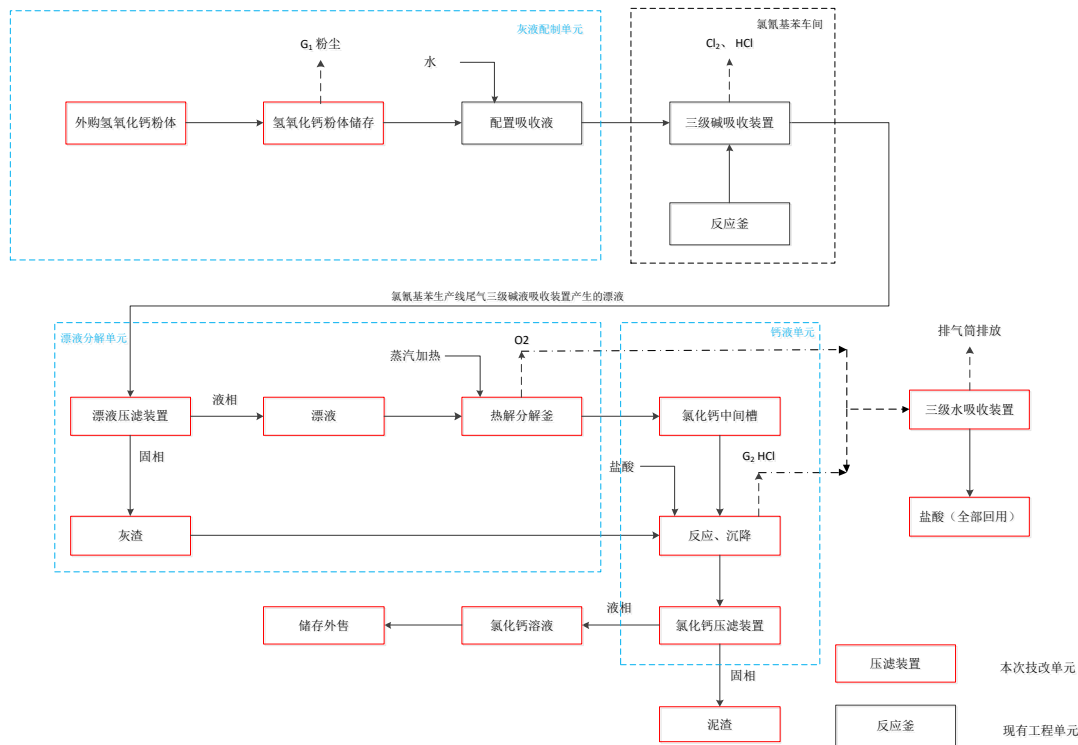 灰液配制单元
氯氰基苯车间
G₁ 粉尘
Cl₂、 HCl
水
外购氢氧化钙粉体
氢氧化钙粉体储存
配置吸收液
三级碱吸收装置
反应釜
氯氰基苯生产线尾气三级碱液吸收装置产生的漂液
漂液分解单元
钙液单元
O2
排气筒排放
蒸汽加热
液相
漂液压滤装置
漂液
热解分解釜
氯化钙中间槽
三级水吸收装置
固相
G₂ HCl
盐酸
灰渣
反应、沉降
盐酸（全部回用）
液相
储存外售
氯化钙溶液
氯化钙压滤装置
压滤装置
本次技改单元
固相
泥渣
反应釜
现有工程单元